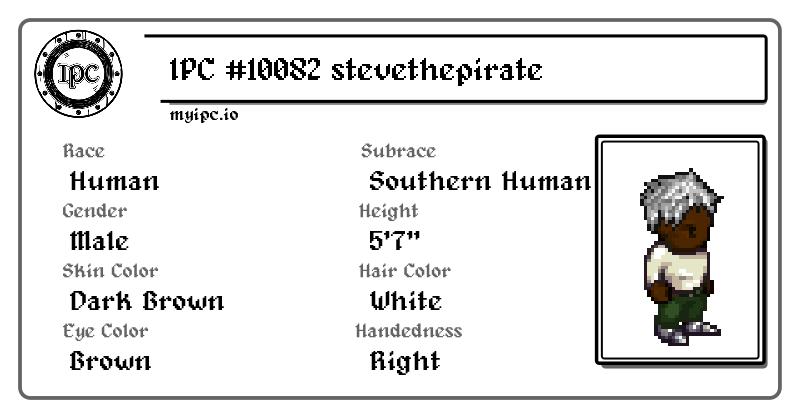 IPC
IPC #10082 stevethepirate
myipc.io
Race
Subrace
Human
Southern Human
Gender
Height
Male
5'7"
Skin Color
Hair Color
Dark Brown
White
Eye Color
Handedness
Brown
Right